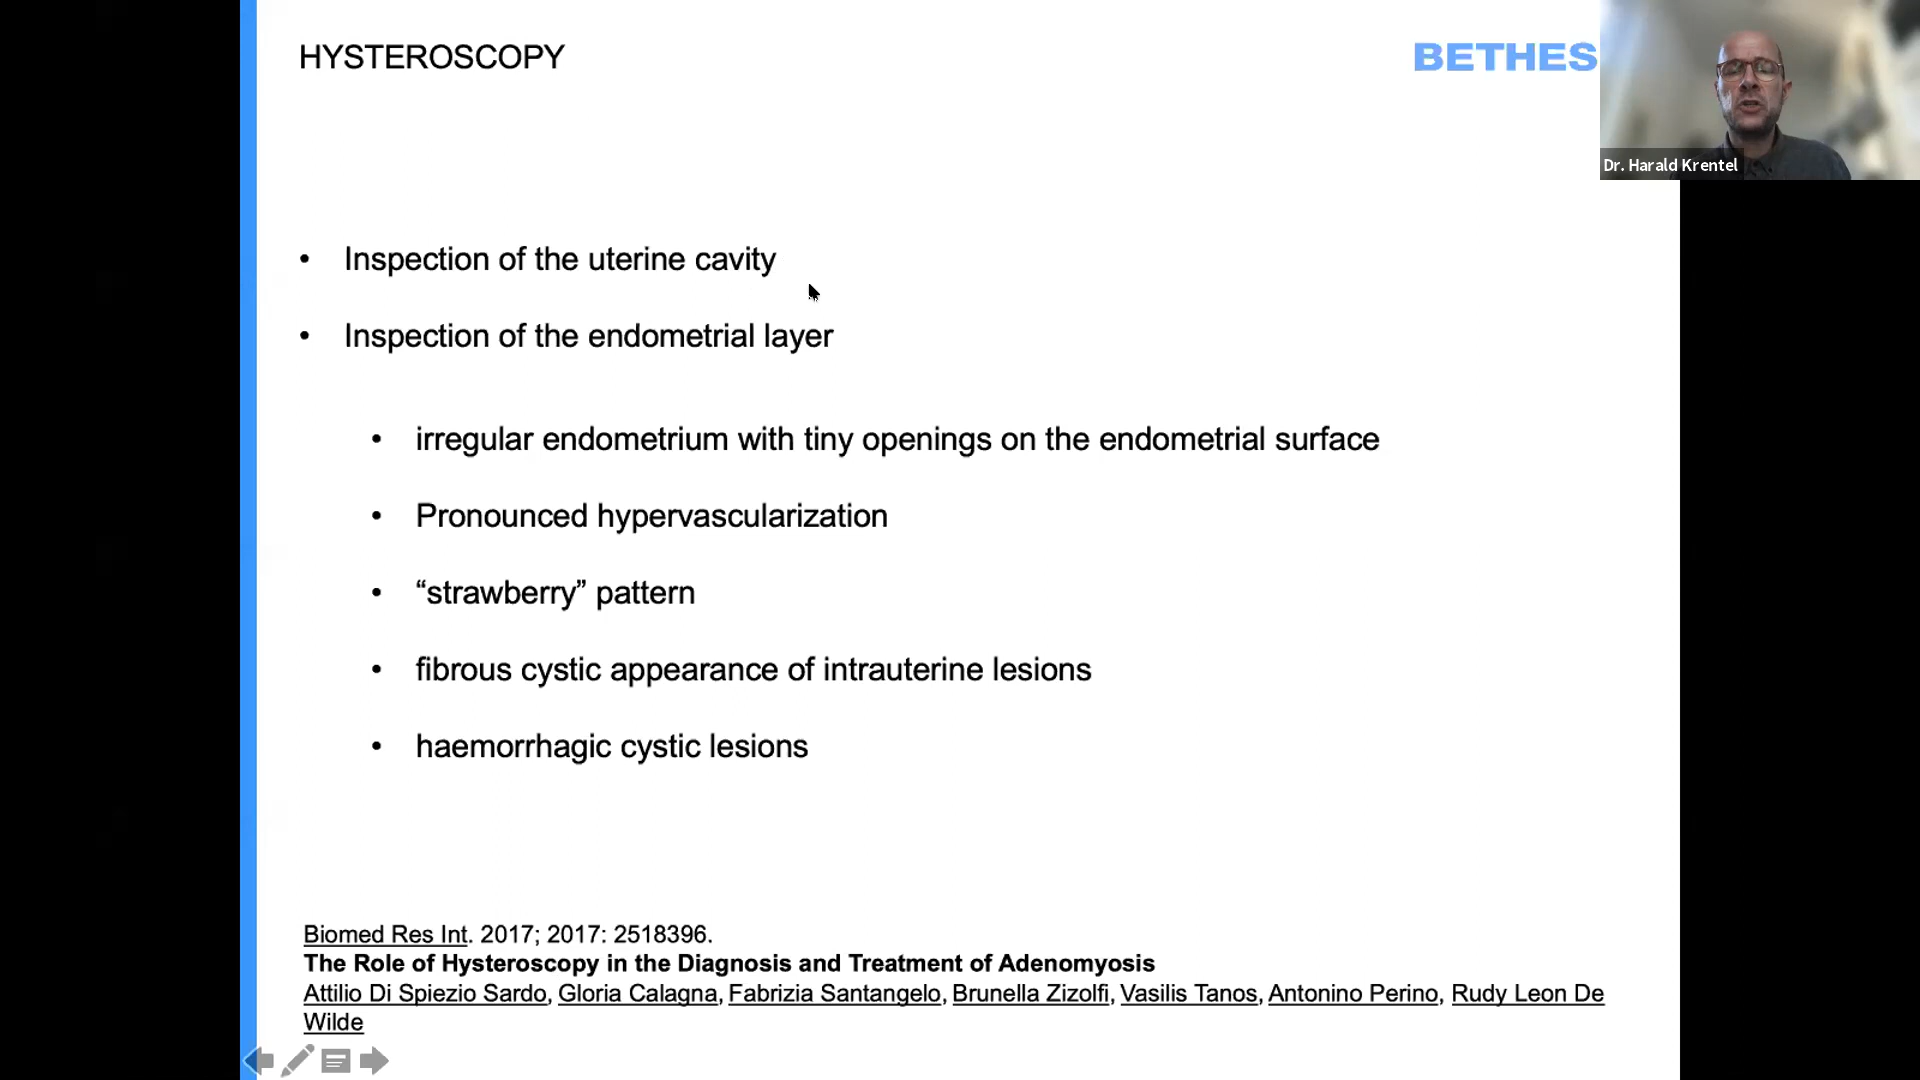 HYSTEROSCOPY
BETHES
Dr. Harald Krentel
• Inspection of the uterine cavity
• Inspection of the endometrial layer
• irregular endometrium with tiny openings on the endometrial surface
• Pronounced hypervascularization
• “strawberry” pattern
• fibrous cystic appearance of intrauterine lesions
• haemorrhagic cystic lesions
Biomed Res Int. 2017; 2017: 2518396.
The Role of Hysteroscopy in the Diagnosis and Treatment of Adenomyosis
Attilio Di Spiezio Sardo, Gloria Calagna, Fabrizia Santangelo, Brunella Zizolfi, Vasilis Tanos, Antonino Perino, Rudy Leon De
Wilde